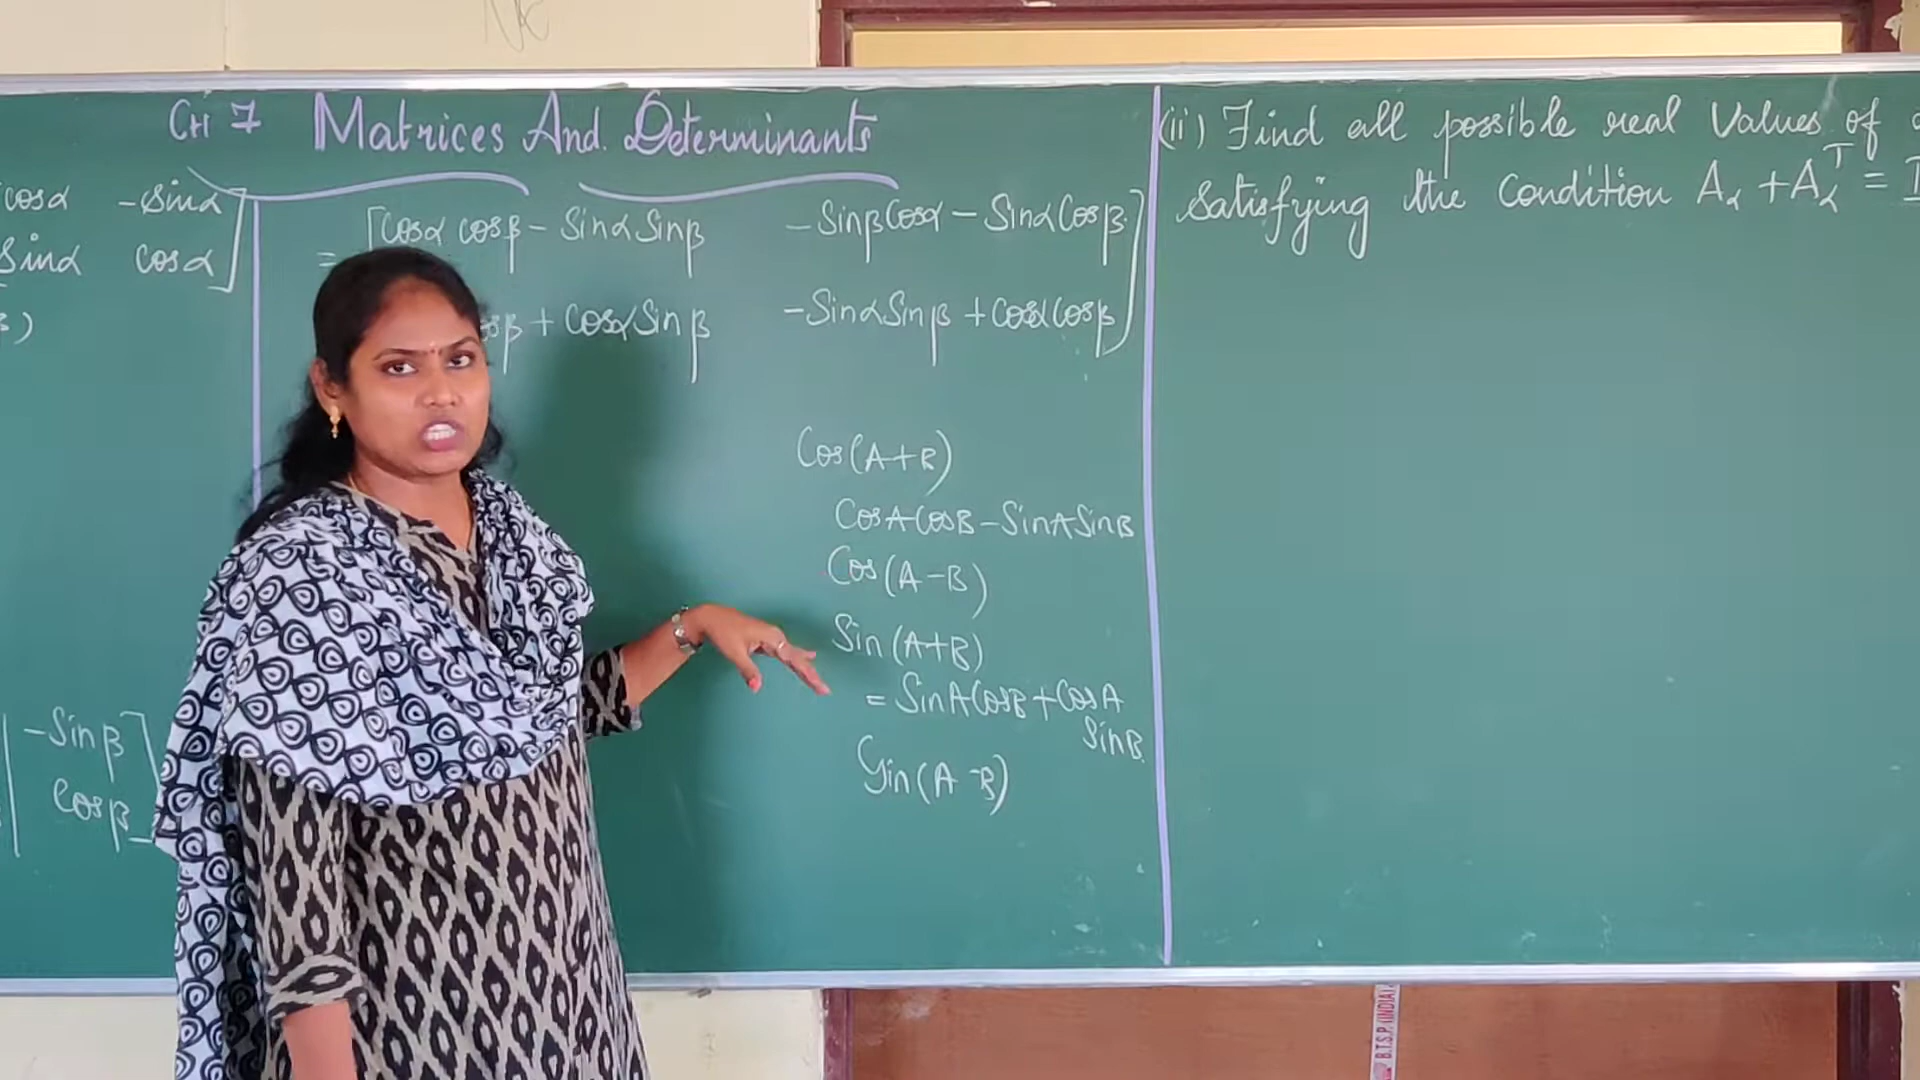 CH 7 Matrices And Determinants
cosα -sinα
sinα cosα
β)
-Sinβ
Cosβ
= [Cosα cosβ - Sinα Sinβ -Sinβ Cosα - Sinα Cosβ
+ Cosα Sinβ -Sinα Sinβ + Cosα Cosβ]
Cos(A+B)
CosA CosB - SinA SinB
Cos(A-B)
Sin(A+B)
= SinA CosB + CosA
SinB
Sin(A-B)
(ii) Find all possible real Values of
satisfying the condition Aα + Aα^T = I
B.T.S.P. (INDIA)